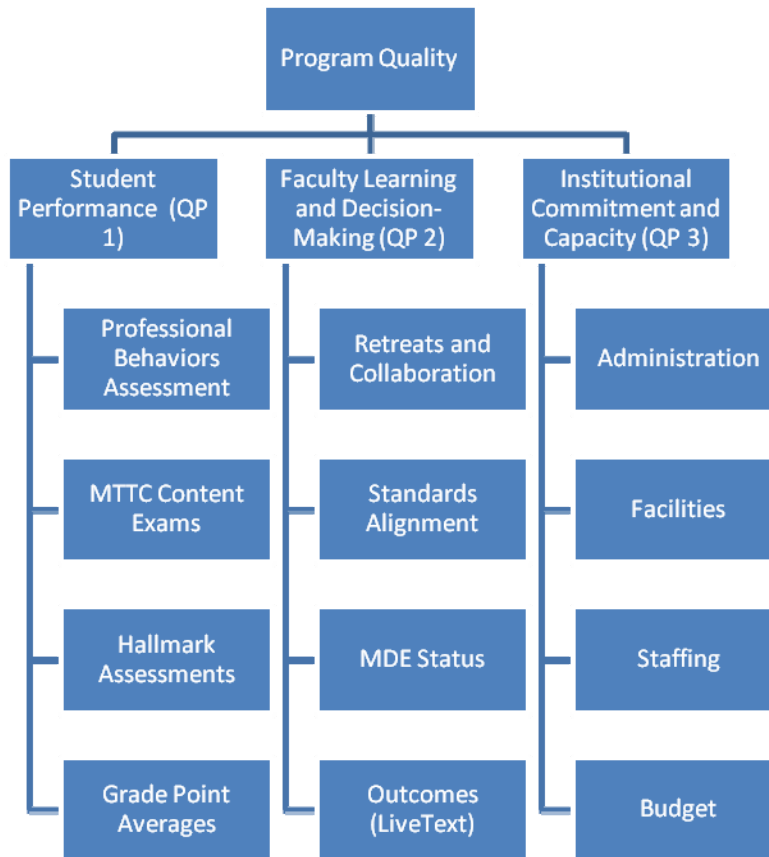 Program Quality
Student
Performance (QP
1)
Faculty Learning
and Decision-
Making (QP 2)
Institutional
Commitment and
Capacity (QP 3)
Professional
Behaviors
Assessment
MTTC Content
Exams
Hallmark
Assessments
Grade Point
Averages
Retreats and
Collaboration
Standards
Alignment
MDE Status
Outcomes
(LiveText)
Administration
Facilities
Staffing
Budget